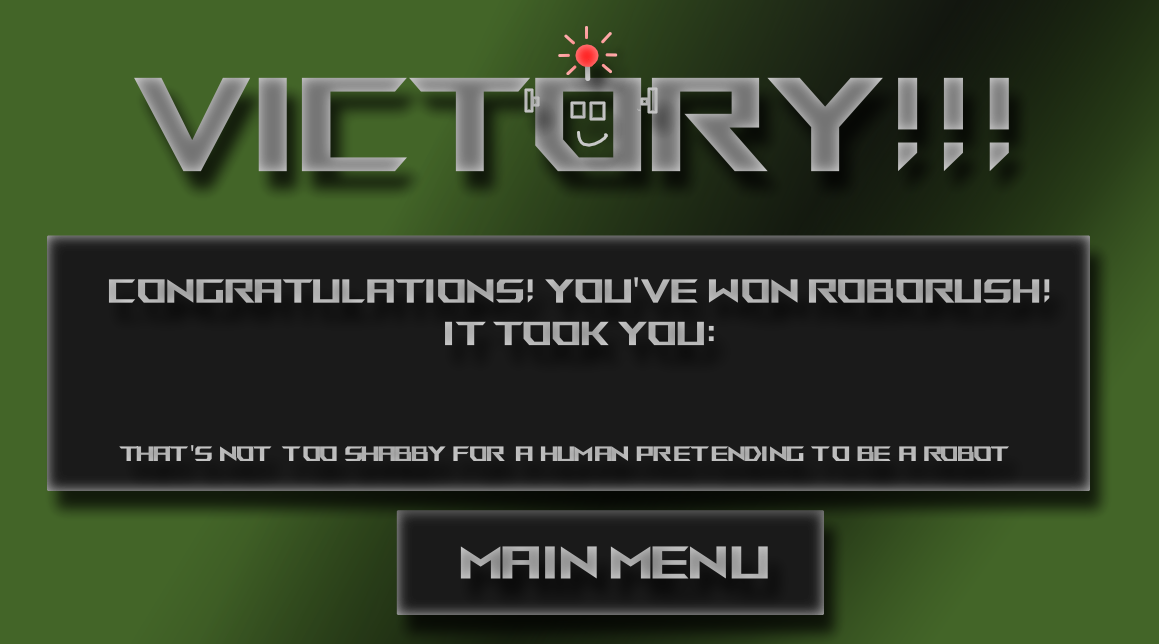 VICTORY!!!
CONGRATULATIONS! YOU'VE WON ROBORUSH!
IT TOOK YOU:
THAT'S NOT TOO SHABBY FOR A HUMAN PRETENDING TO BE A ROBOT
MAIN MENU